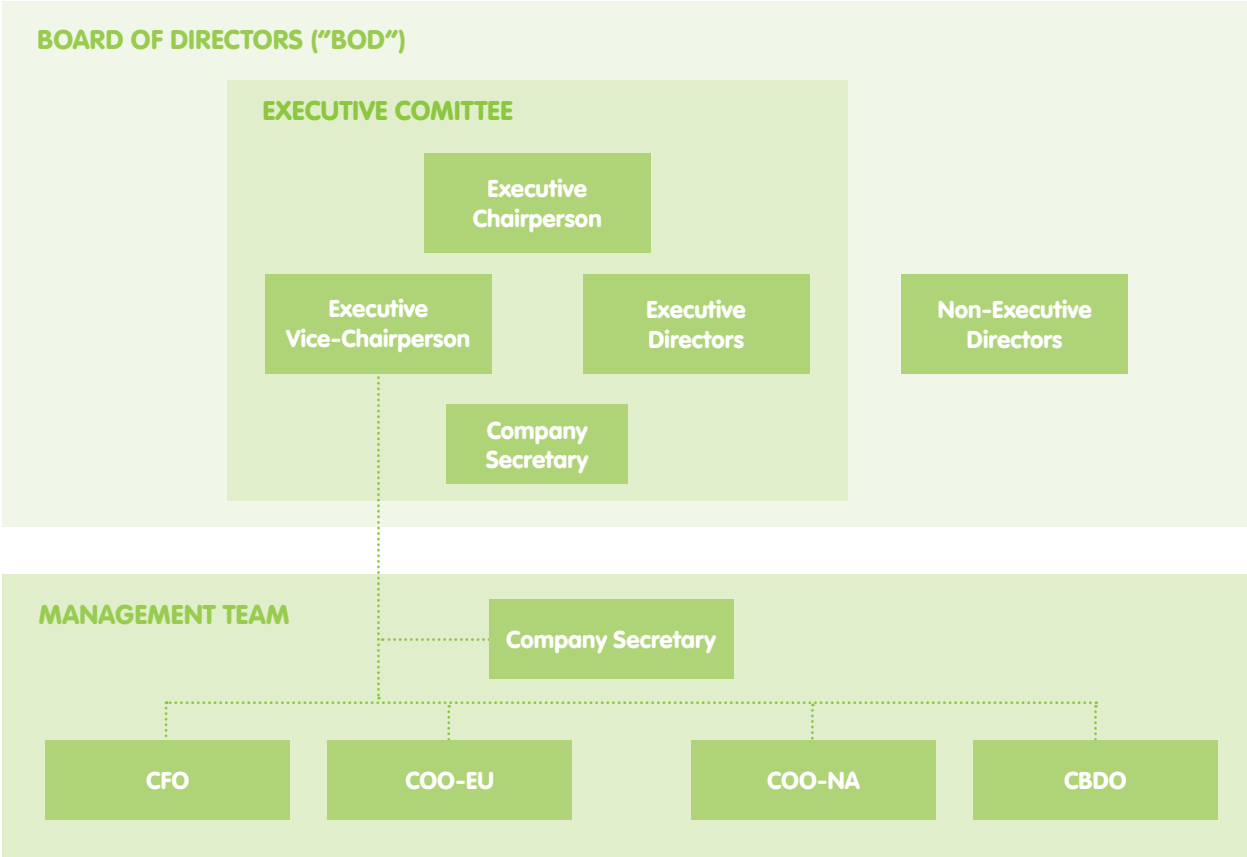 BOARD OF DIRECTORS (“BOD”)
EXECUTIVE COMITTEE
Executive
Chairperson
Executive
Vice-Chairperson
Executive
Directors
Non-Executive
Directors
Company
Secretary
MANAGEMENT TEAM
Company Secretary
CFO
COO-EU
COO-NA
CBDO